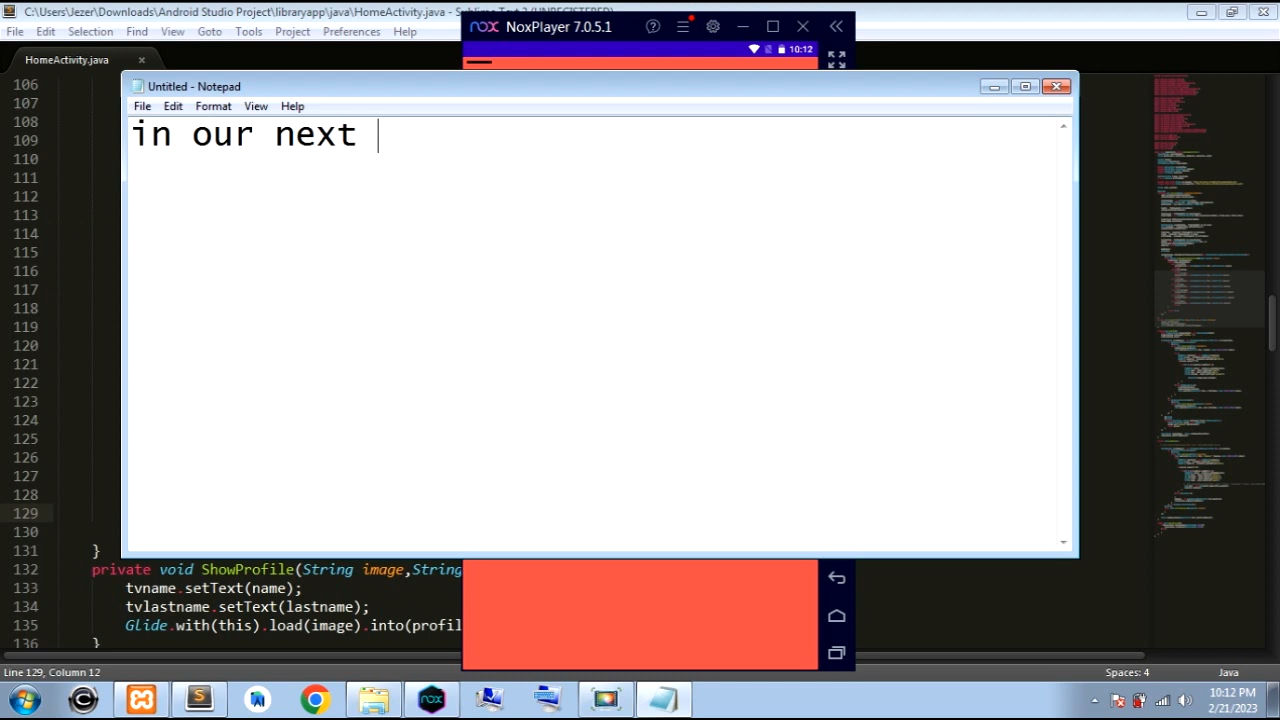 C:\Users\Jezer\Downloads\Android Studio Project\libraryapp\java\HomeActivity.java - Sublime Text 2 (UNREGISTERED)
File Edit Selection Find View Goto Tools Project Preferences Help
HomeActivity.java
NoxPlayer 7.0.5.1
10:12
Untitled - Notepad
File Edit Format View Help
in our next
106
107
108
109
110
111
112
113
114
115
116
117
118
119
120
121
122
123
124
125
126
127
128
129
130
131 }
132 private void ShowProfile(String image,String
133 tvname.setText(name);
134 tvlastname.setText(lastname);
135 Glide.with(this).load(image).into(profil
136 }
Line 129, Column 12
Spaces: 4
Java
10:12 PM
2/21/2023